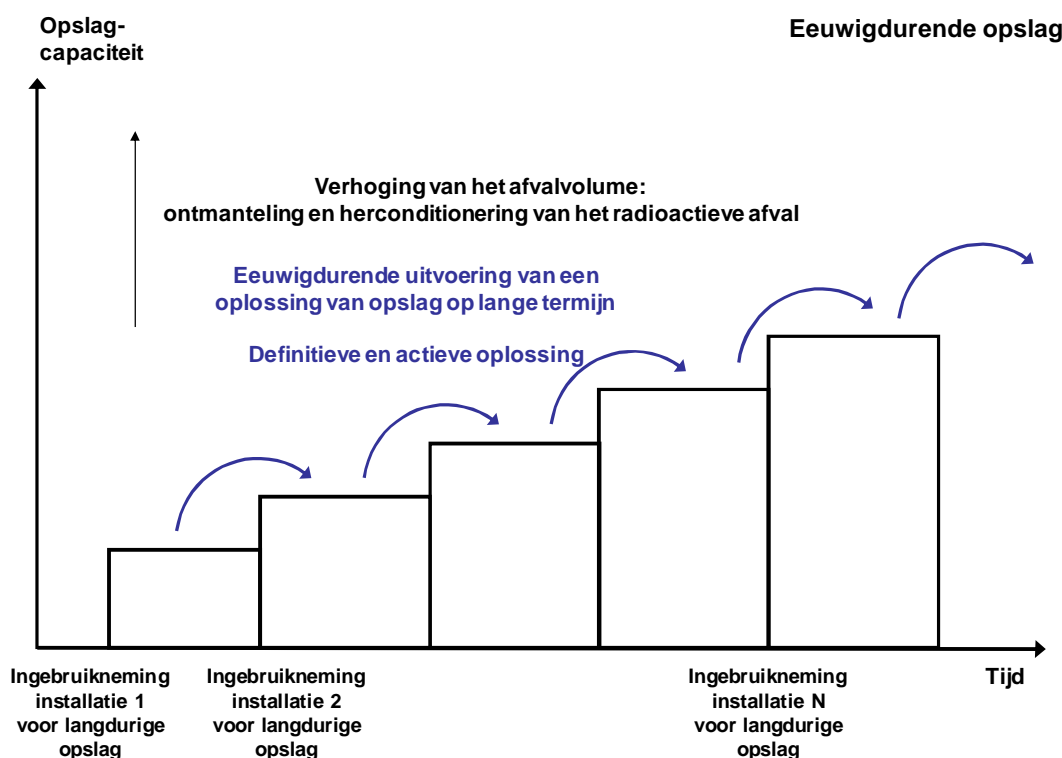 Opslag-
capaciteit
Eeuwigdurende opslag
Verhoging van het afvalvolume:
ontmanteling en herconditionering van het radioactieve afval
Eeuwigdurende uitvoering van een
oplossing van opslag op lange termijn
Definitieve en actieve oplossing
Ingebruikneming
installatie 1
voor langdurige
opslag
Ingebruikneming
installatie 2
voor langdurige
opslag
Ingebruikneming
installatie N
voor langdurige
opslag
Tijd